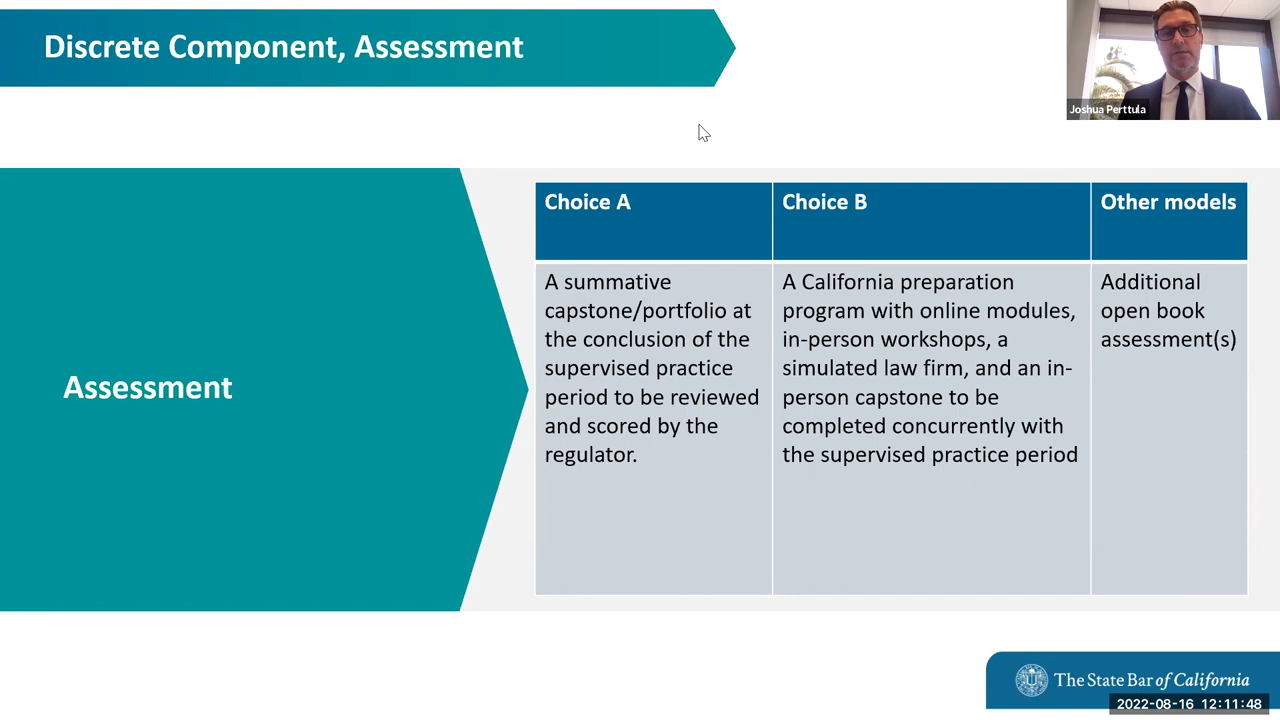 Discrete Component, Assessment
Joshua Perttula
Assessment
Choice A
Choice B
Other models
A summative
capstone/portfolio at
the conclusion of the
supervised practice
period to be reviewed
and scored by the
regulator.
A California preparation
program with online modules,
in-person workshops, a
simulated law firm, and an in-
person capstone to be
completed concurrently with
the supervised practice period
Additional
open book
assessment(s)
The State Bar of California
2022-08-16 12:11:48